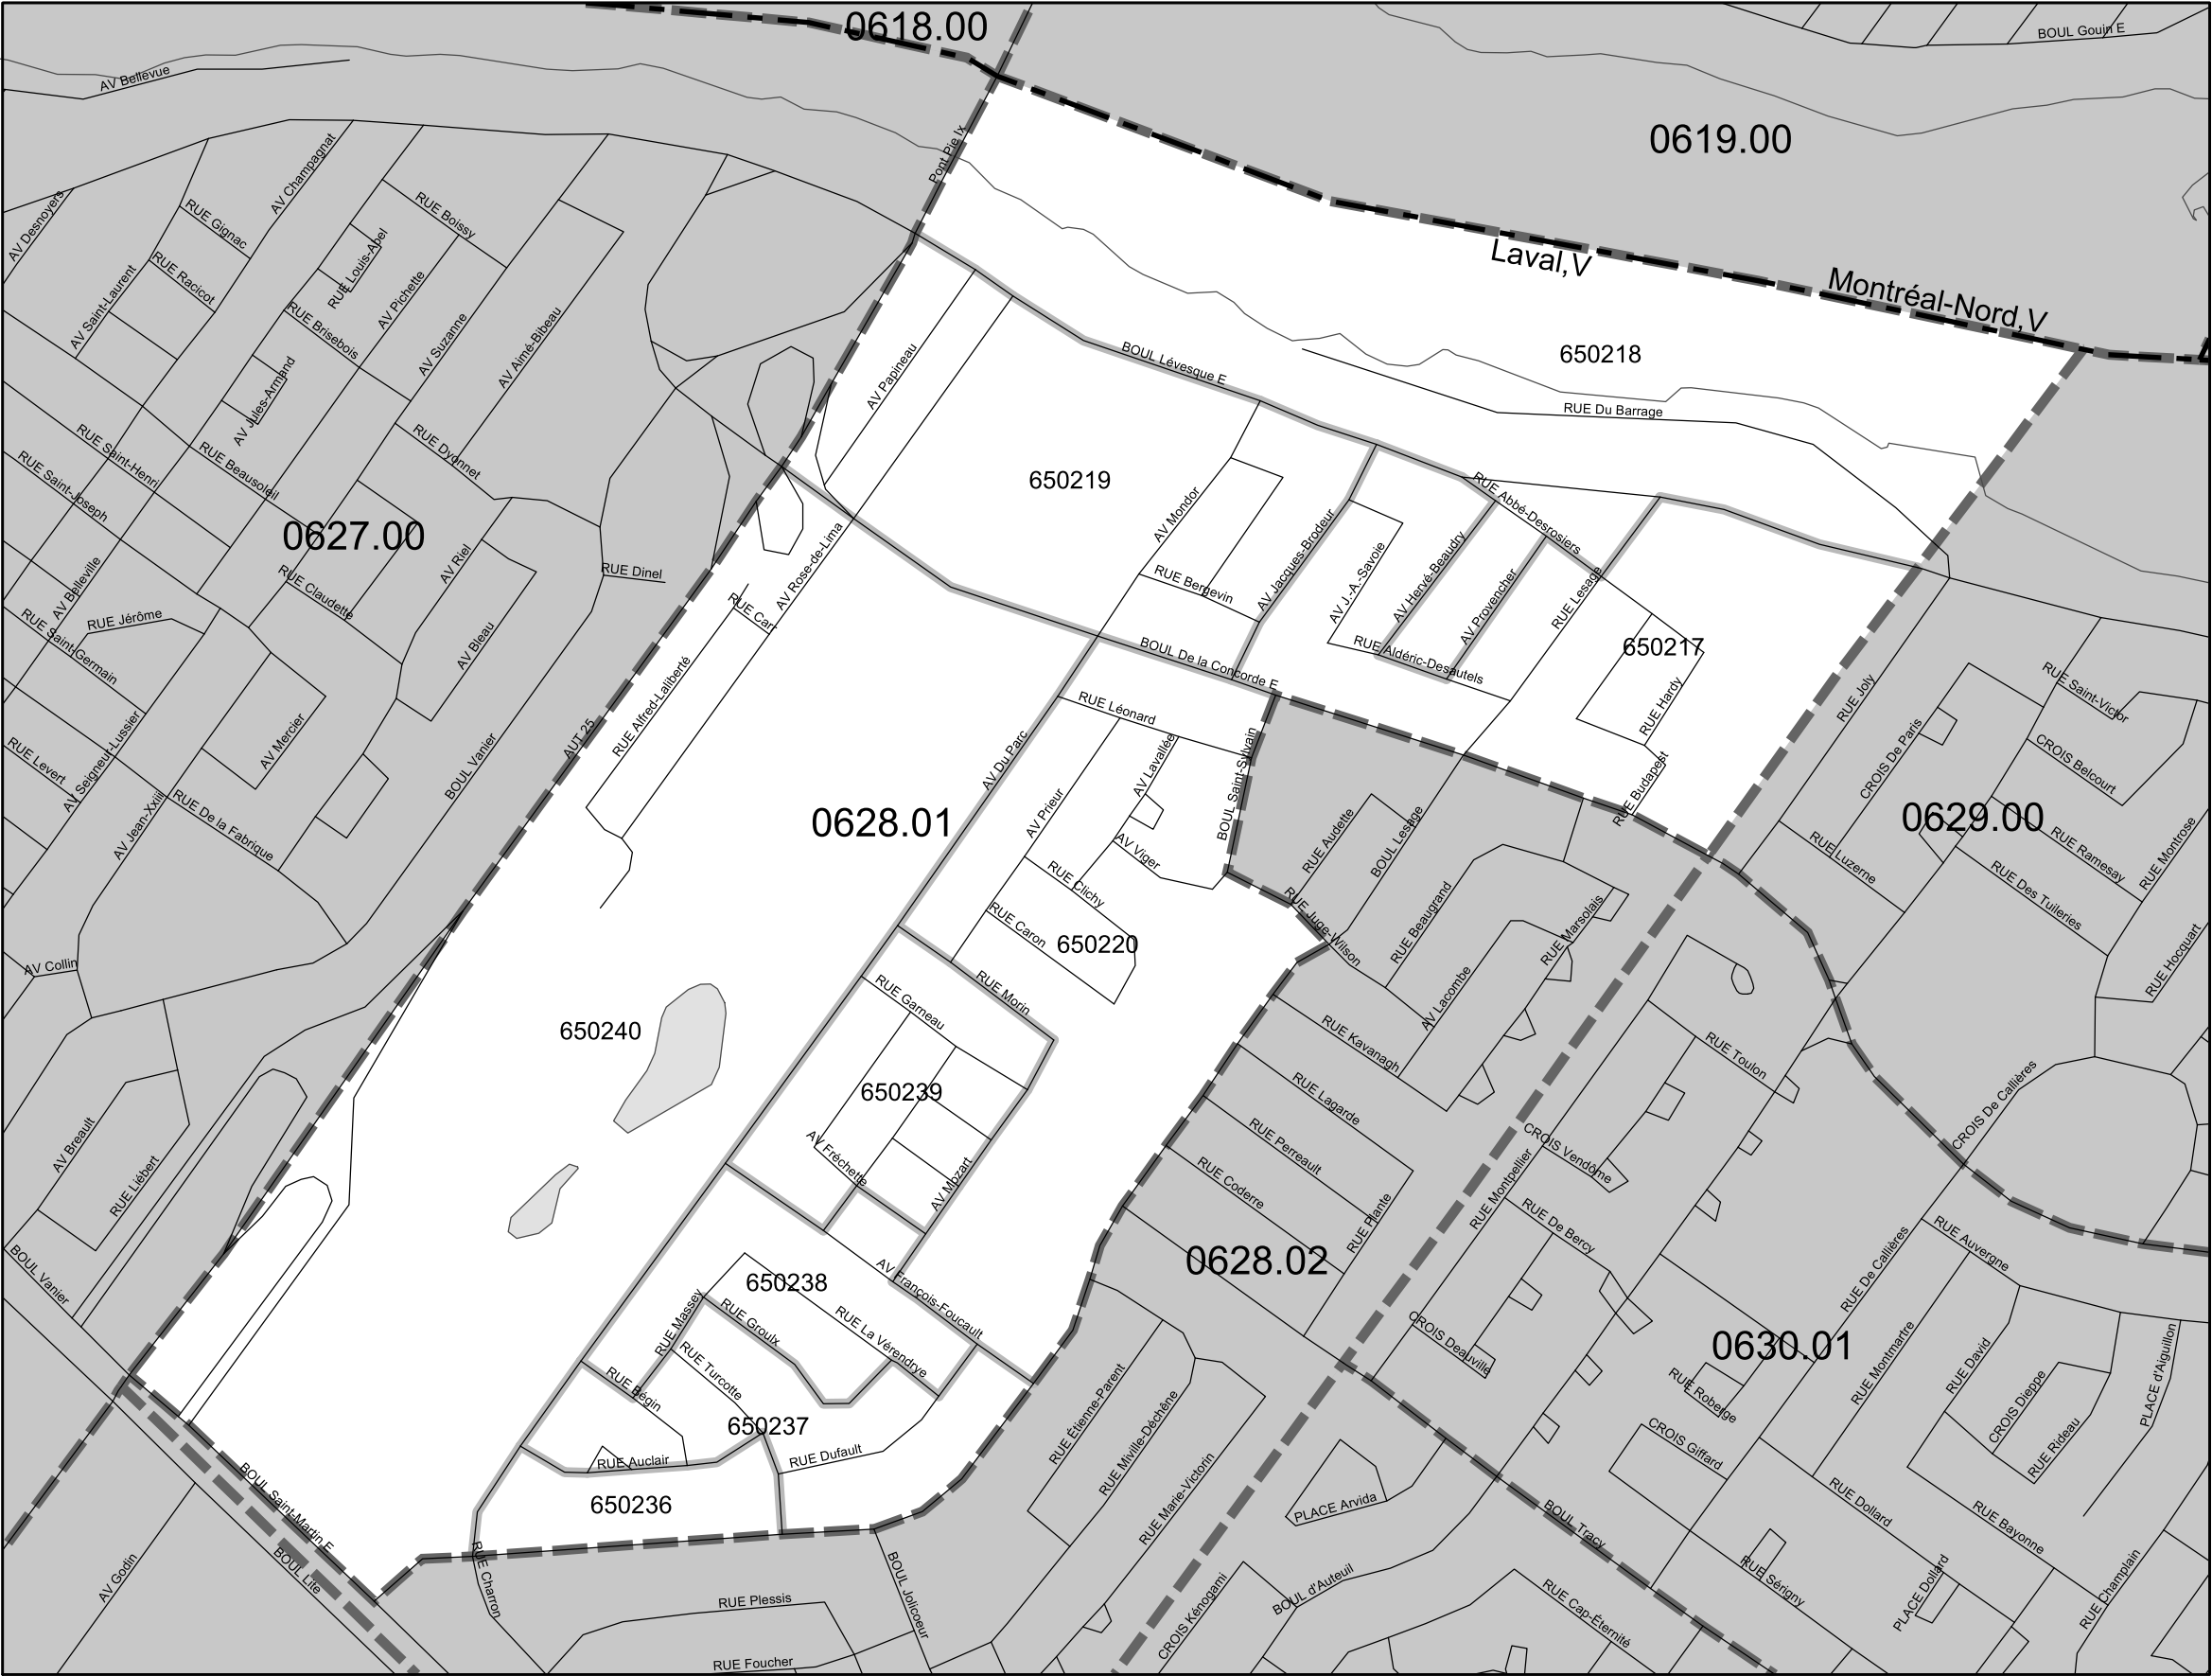 0618.00
BOUL Gouin E
AV Bellevue
0619.00
Pont Pie Ix
AV Champagnat
AV Desnoyers
RUE Gignac
RUE Boissy
RUE Louis-Abel
RUE Racicot
AV Saint-Laurent
AV Pichette
RUE Brisebois
AV Suzanne
AV Aimé-Bibeau
Laval,V
Montréal-Nord,V
650218
AV Papineau
BOUL Lévesque E
RUE Du Barrage
AV Jules-Armand
RUE Saint-Henri
RUE Beausoleil
RUE Dyonnet
RUE Saint-Joseph
650219
AV Mondor
RUE Abbé-Desrosiers
0627.00
AV Riel
RUE Dinel
AV Rose-de-Lima
AV Jacques-Brodeur
AV J.-A.-Savoie
AV Hervé-Beaudry
AV Provencher
RUE Lesage
RUE Bergevin
AV Belleville
RUE Claudette
RUE Jérôme
RUE Saint-Germain
AV Bleau
RUE Carr
RUE Alfred-Laliberté
BOUL De la Concorde E
RUE Aldéric-Desautels
650217
RUE Hardy
RUE Joly
RUE Saint-Victor
RUE Léonard
AUT 25
AV Mercier
AV Seigneur-Lussier
RUE Levert
BOUL Vanier
AV Du Parc
AV Lavallée
BOUL Saint-Sylvain
RUE Budapest
CROIS De Paris
CROIS Belcourt
0628.01
0629.00
AV Jean-Xxiii
RUE De la Fabrique
AV Prieur
AV Viger
RUE Audette
BOUL Lesage
RUE Luzerne
RUE Ramesay
RUE Montrose
RUE Clichy
RUE Des Tuileries
RUE Juge-Wilson
RUE Beaugrand
RUE Marsolais
RUE Caron
650220
RUE Hocquart
AV Collin
RUE Garneau
RUE Morin
AV Lacombe
650240
RUE Kavanagh
RUE Toulon
650239
RUE Lagarde
CROIS De Callières
AV Breault
RUE Liébert
AV Fréchette
AV Mozart
RUE Perreault
CROIS Vendôme
RUE Coderre
RUE Montpellier
RUE Plante
RUE De Bercy
RUE Auvergne
BOUL Vanier
0628.02
650238
AV François-Foucault
RUE De Callières
RUE Massey
RUE Groulx
RUE La Vérendrye
CROIS Deauville
0630.01
RUE Montmartre
RUE David
PLACE d'Aiguillon
RUE Turcotte
RUE Bégin
RUE Étienne-Parent
RUE Miville-Déchêne
RUE Roberge
CROIS Dieppe
650237
CROIS Giffard
RUE Rideau
RUE Auclair
RUE Dufault
RUE Marie-Victorin
650236
PLACE Arvida
RUE Dollard
RUE Bayonne
BOUL Saint-Martin E
BOUL Tracy
BOUL Lite
AV Godin
RUE Charron
BOUL Jolicoeur
RUE Plessis
CROIS Kénogami
BOUL d'Auteuil
RUE Cap-Éternité
RUE Sérigny
PLACE Dollard
RUE Champlain
RUE Foucher